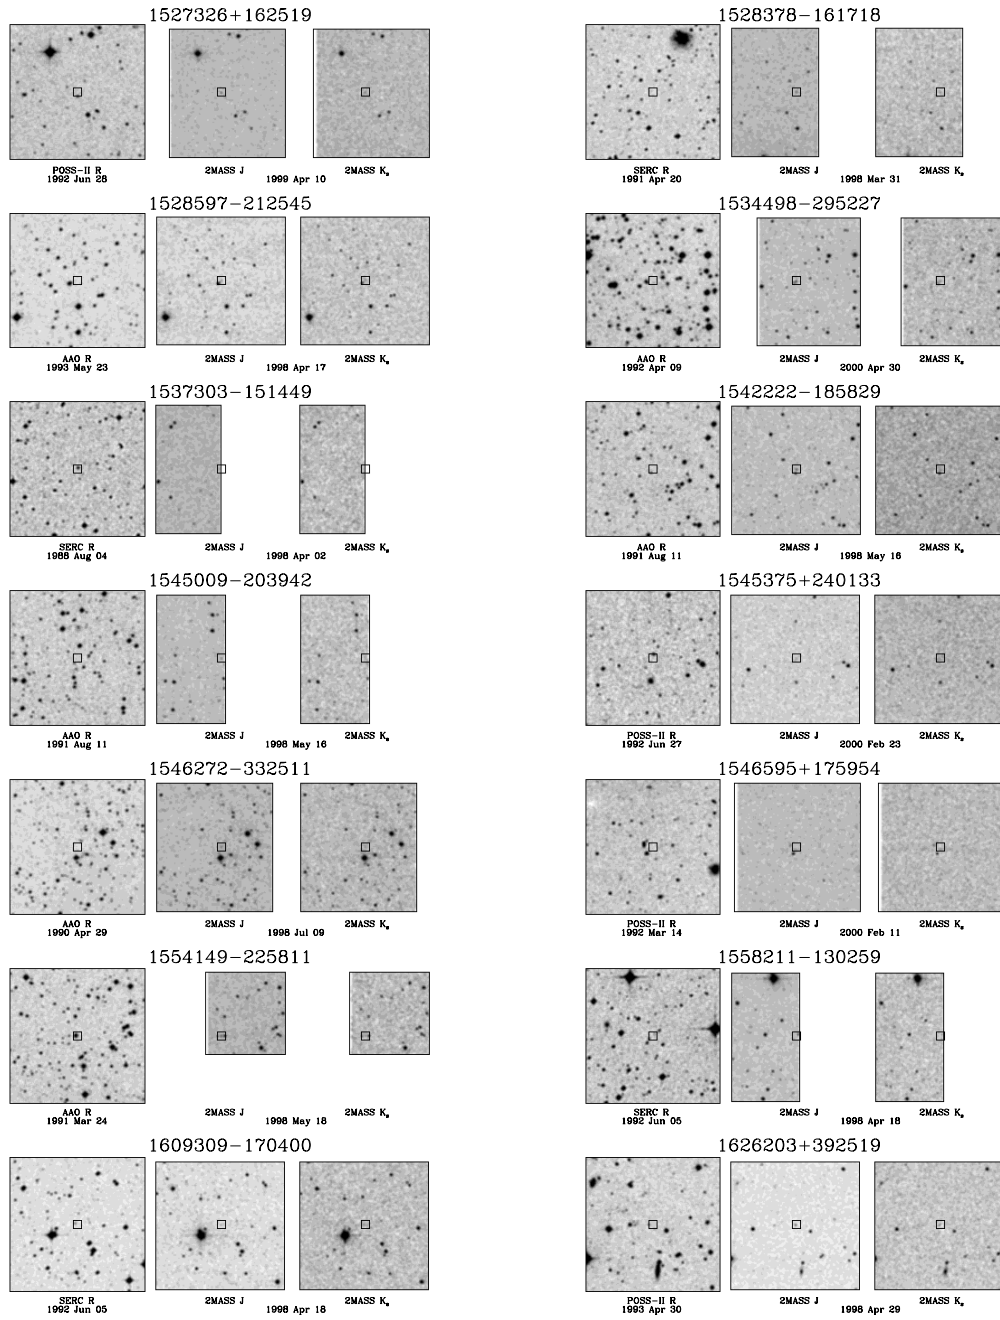 1527326+162519
1528378-161718
POSS-II R 2MASS J 2MASS Ks
1992 Jun 28 1999 Apr 10
SERC R 2MASS J 2MASS Ks
1991 Apr 20 1998 Mar 31
1528597-212545
1534498-295227
AAO R 2MASS J 2MASS Ks
1993 May 23 1998 Apr 17
AAO R 2MASS J 2MASS Ks
1992 Apr 09 2000 Apr 30
1537303-151449
1542222-185829
SERC R 2MASS J 2MASS Ks
1988 Aug 04 1998 Apr 02
AAO R 2MASS J 2MASS Ks
1991 Aug 11 1998 May 16
1545009-203942
1545375+240133
AAO R 2MASS J 2MASS Ks
1991 Aug 11 1998 May 16
POSS-II R 2MASS J 2MASS Ks
1992 Jun 27 2000 Feb 23
1546272-332511
1546595+175954
AAO R 2MASS J 2MASS Ks
1990 Apr 29 1998 Jul 09
POSS-II R 2MASS J 2MASS Ks
1992 Mar 14 2000 Feb 11
1554149-225811
1558211-130259
AAO R 2MASS J 2MASS Ks
1991 Mar 24 1998 May 18
SERC R 2MASS J 2MASS Ks
1992 Jun 05 1998 Apr 18
1609309-170400
1626203+392519
SERC R 2MASS J 2MASS Ks
1992 Jun 05 1998 Apr 18
POSS-II R 2MASS J 2MASS Ks
1993 Apr 30 1998 Apr 29